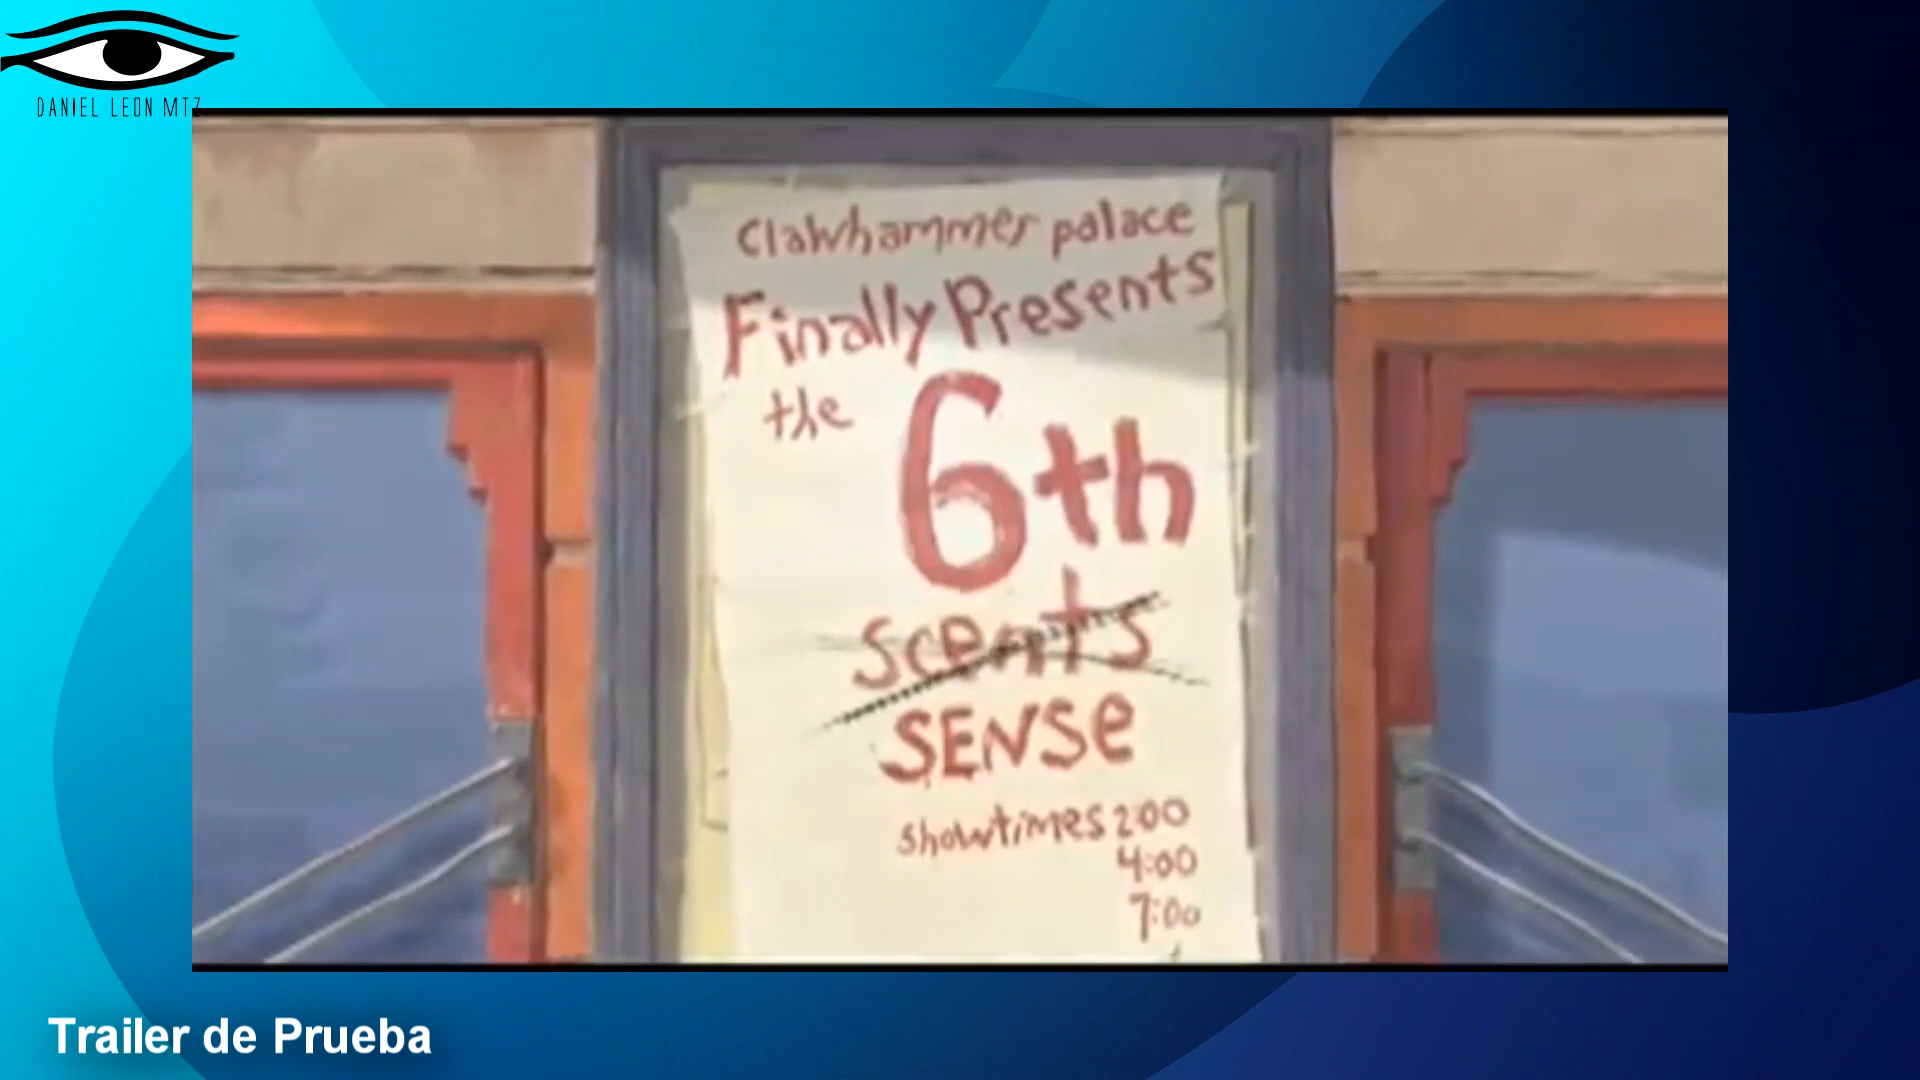 DANIEL LEON MTZ.
Clawhammer palace
Finally Presents
the 6th
Scents
SENSe
showtimes 2:00
4:00
7:00
Trailer de Prueba